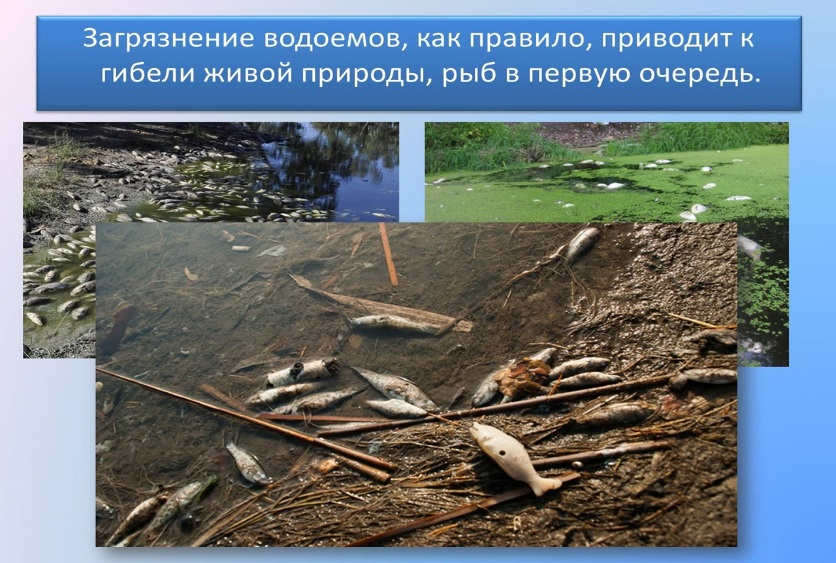 Загрязнение водоемов, как правило, приводит к
гибели живой природы, рыб в первую очередь.